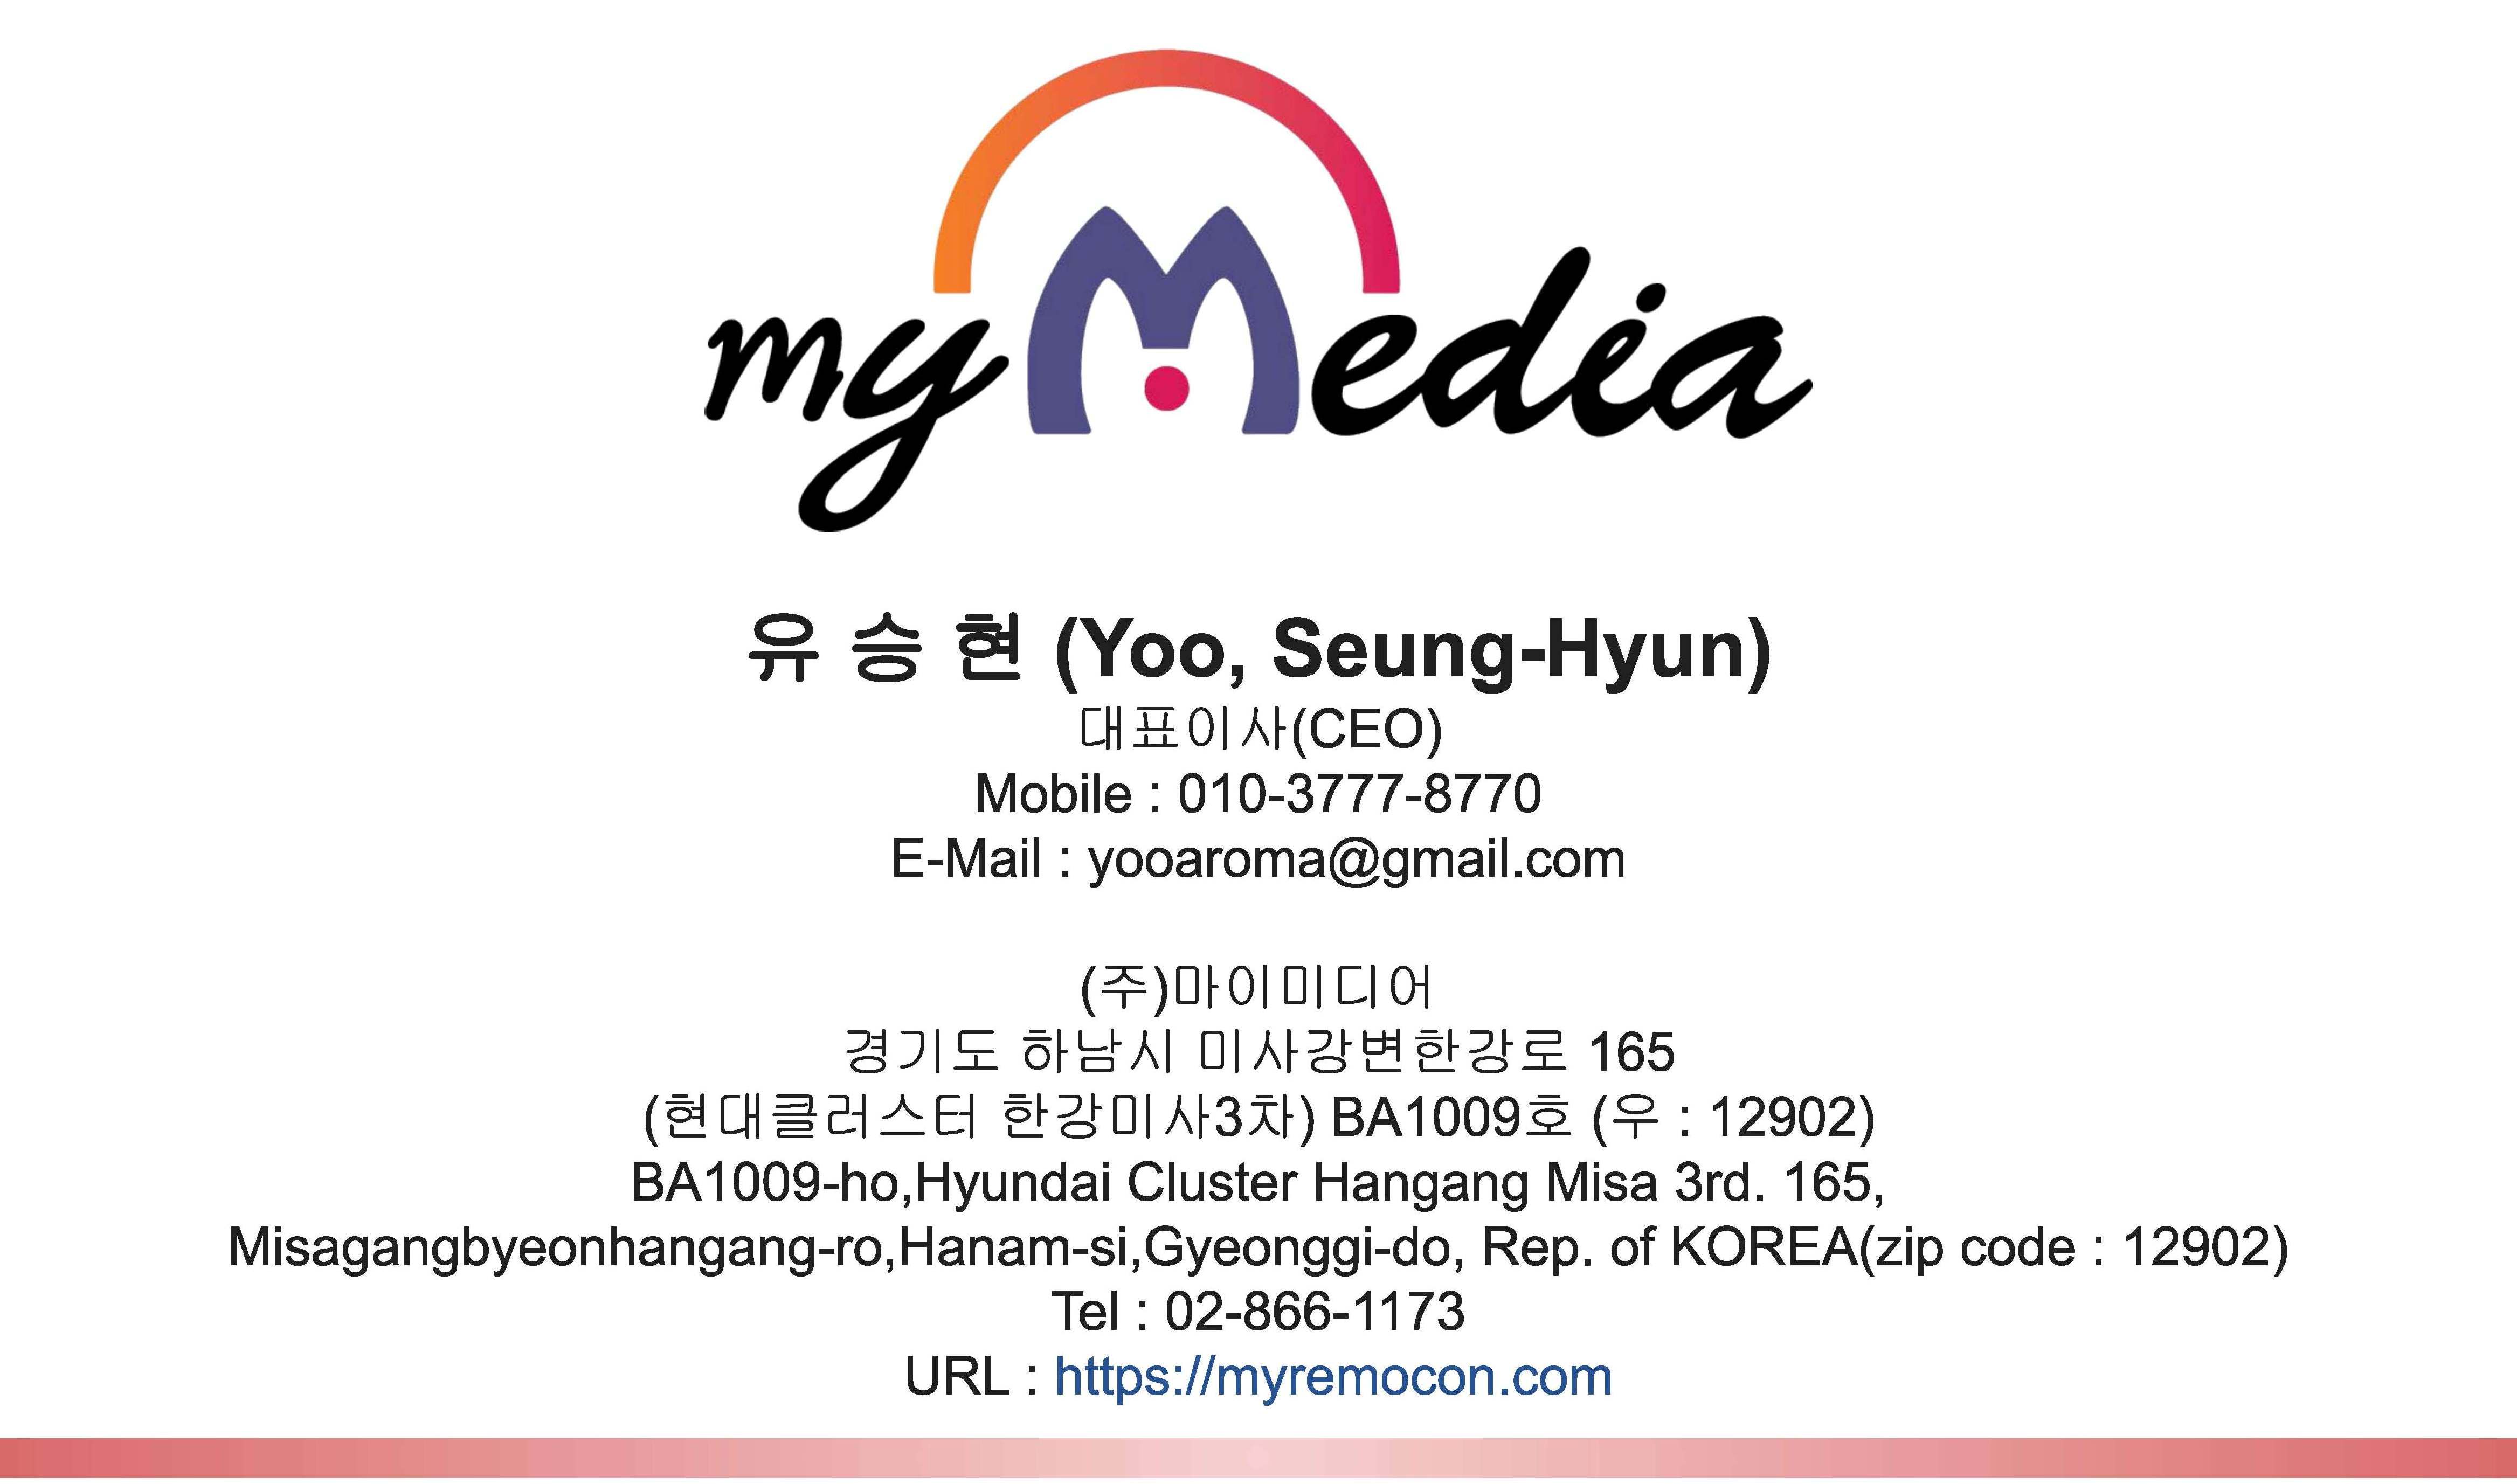 myMedia
유 승 현 (Yoo, Seung-Hyun)
대표이사(CEO)
Mobile : 010-3777-8770
E-Mail : yooaroma@gmail.com
(주)마이미디어
경기도 하남시 미사강변한강로 165
(현대클러스터 한강미사3차) BA1009호 (우 : 12902)
BA1009-ho,Hyundai Cluster Hangang Misa 3rd. 165,
Misagangbyeonhangang-ro,Hanam-si,Gyeonggi-do, Rep. of KOREA(zip code : 12902)
Tel : 02-866-1173
URL : https://myremocon.com